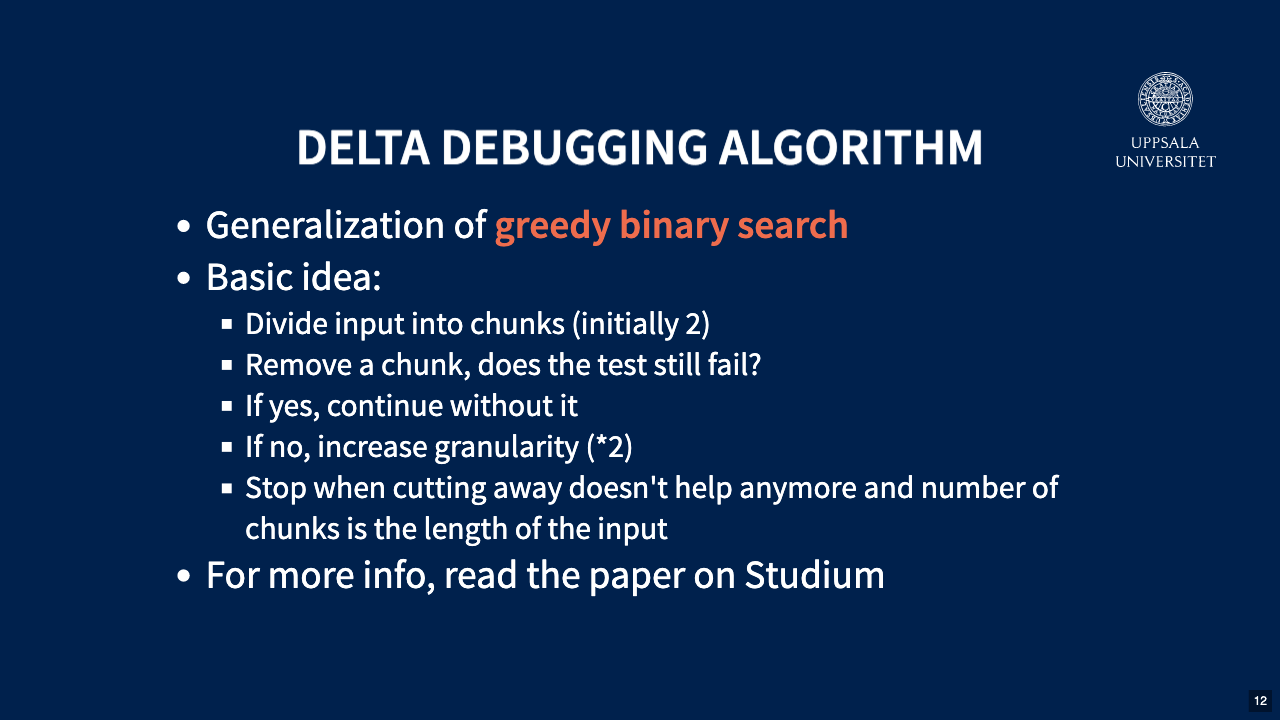 UPPSALA
UNIVERSITET
DELTA DEBUGGING ALGORITHM
• Generalization of greedy binary search
• Basic idea:
▪ Divide input into chunks (initially 2)
▪ Remove a chunk, does the test still fail?
▪ If yes, continue without it
▪ If no, increase granularity (*2)
▪ Stop when cutting away doesn't help anymore and number of
chunks is the length of the input
• For more info, read the paper on Studium
12